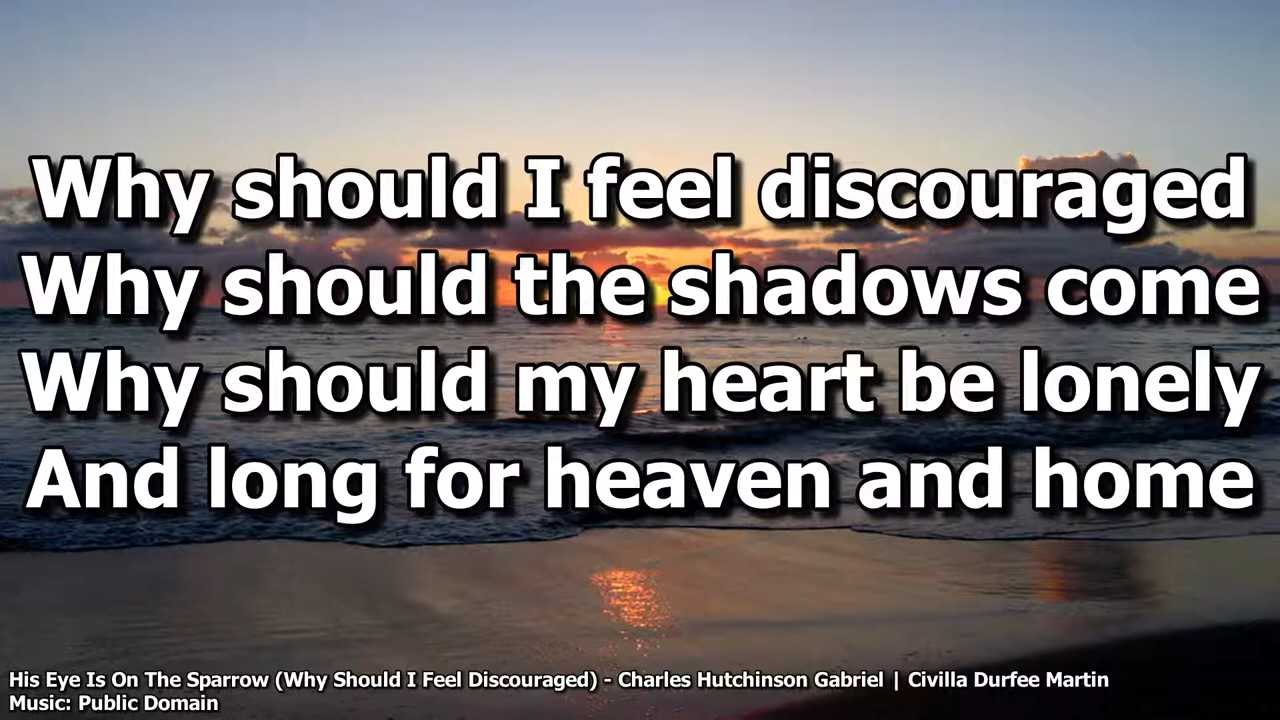 Why should I feel discouraged
Why should the shadows come
Why should my heart be lonely
And long for heaven and home
His Eye Is On The Sparrow (Why Should I Feel Discouraged) - Charles Hutchinson Gabriel | Civilla Durfee Martin
Music: Public Domain